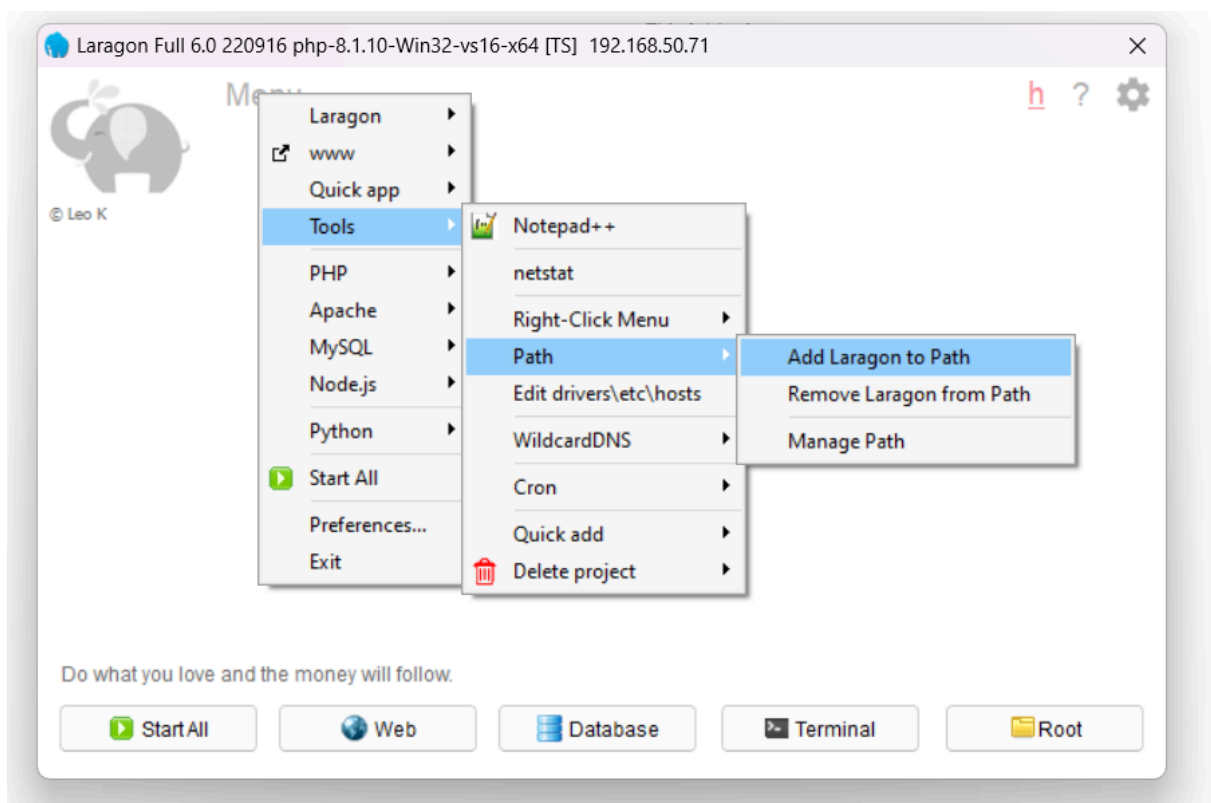 Laragon Full 6.0 220916 php-8.1.10-Win32-vs16-x64 [TS] 192.168.50.71
Menu
h ?
© Leo K
Laragon
www
Quick app
Tools
PHP
Apache
MySQL
Node.js
Python
Start All
Preferences...
Exit
Notepad++
netstat
Right-Click Menu
Path
Edit drivers\etc\hosts
WildcardDNS
Cron
Quick add
Delete project
Add Laragon to Path
Remove Laragon from Path
Manage Path
Do what you love and the money will follow.
Start All
Web
Database
Terminal
Root